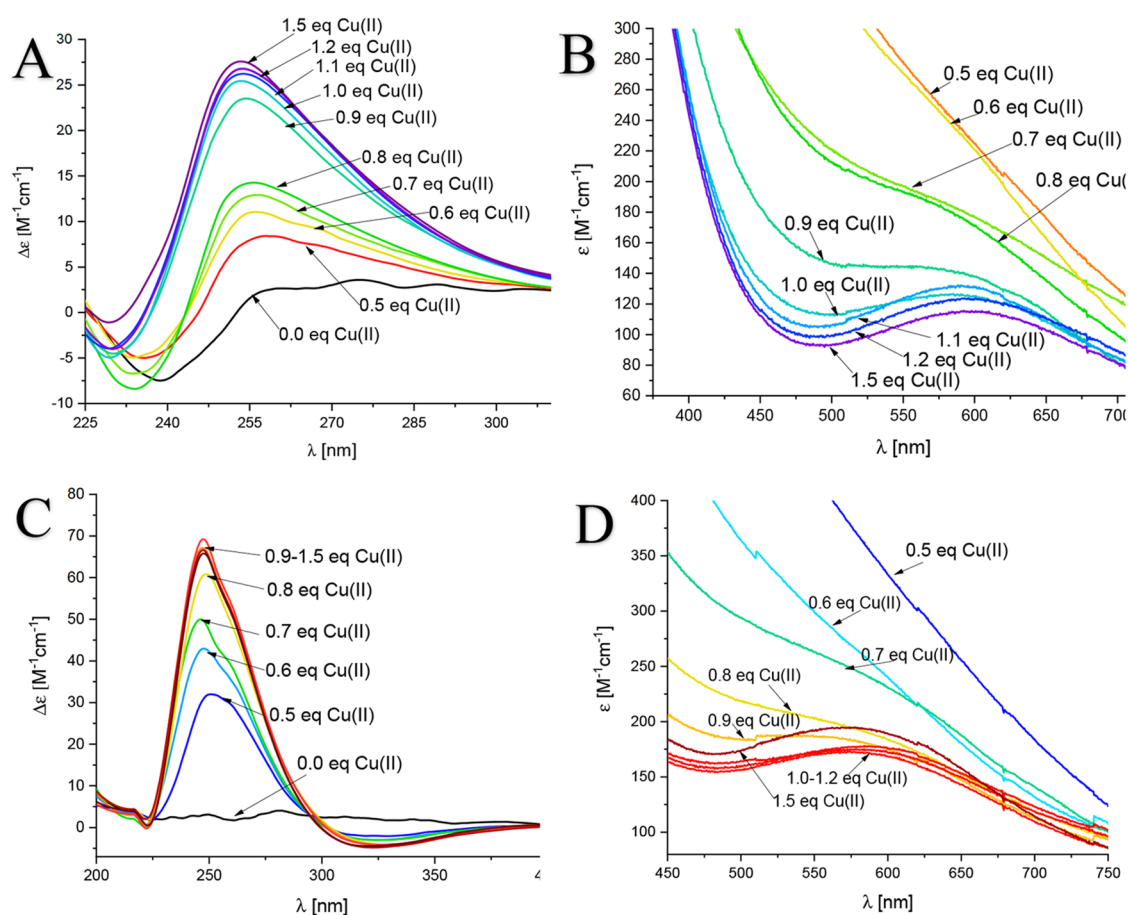 A
30
25
20
15
10
5
0
-5
-10
Δε [M⁻¹cm⁻¹]
225 240 255 270 285 300
λ [nm]
1.5 eq Cu(II)
1.2 eq Cu(II)
1.1 eq Cu(II)
1.0 eq Cu(II)
0.9 eq Cu(II)
0.8 eq Cu(II)
0.7 eq Cu(II)
0.6 eq Cu(II)
0.5 eq Cu(II)
0.0 eq Cu(II)
B
300
280
260
240
220
200
180
160
140
120
100
80
60
ε [M⁻¹cm⁻¹]
400 450 500 550 600 650 700
λ [nm]
0.5 eq Cu(II)
0.6 eq Cu(II)
0.7 eq Cu(II)
0.8 eq Cu(
0.9 eq Cu(II)
1.0 eq Cu(II)
1.1 eq Cu(II)
1.2 eq Cu(II)
1.5 eq Cu(II)
C
80
70
60
50
40
30
20
10
0
Δε [M⁻¹cm⁻¹]
200 250 300 350 4
λ [nm]
0.9-1.5 eq Cu(II)
0.8 eq Cu(II)
0.7 eq Cu(II)
0.6 eq Cu(II)
0.5 eq Cu(II)
0.0 eq Cu(II)
D
400
350
300
250
200
150
100
ε [M⁻¹cm⁻¹]
450 500 550 600 650 700 750
λ [nm]
0.5 eq Cu(II)
0.6 eq Cu(II)
0.7 eq Cu(II)
0.8 eq Cu(II)
0.9 eq Cu(II)
1.0-1.2 eq Cu(II)
1.5 eq Cu(II)